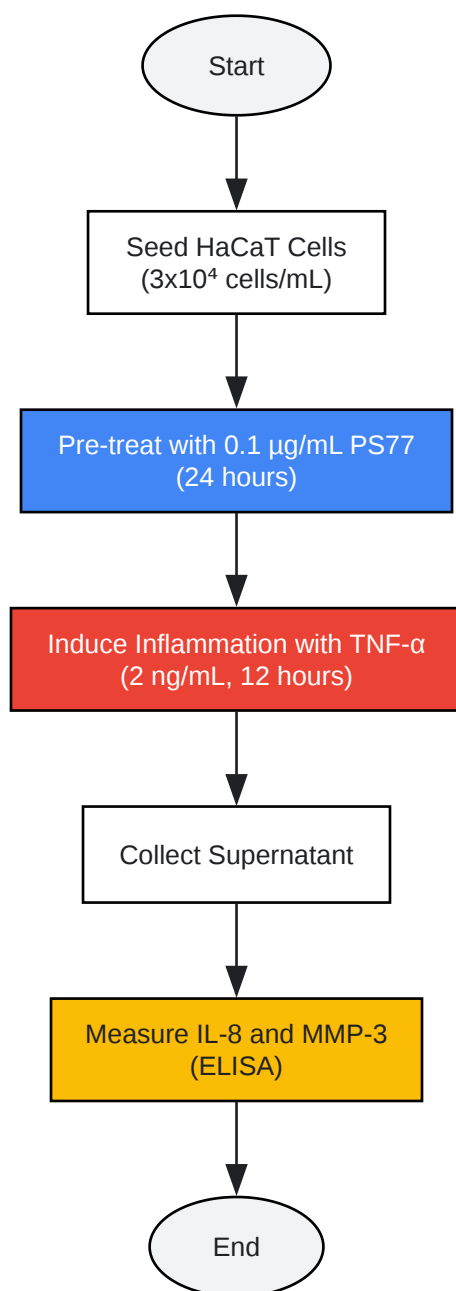 Start
Seed HaCaT Cells
(3x10⁴ cells/mL)
Pre-treat with 0.1 µg/mL PS77
(24 hours)
Induce Inflammation with TNF-α
(2 ng/mL, 12 hours)
Collect Supernatant
Measure IL-8 and MMP-3
(ELISA)
End